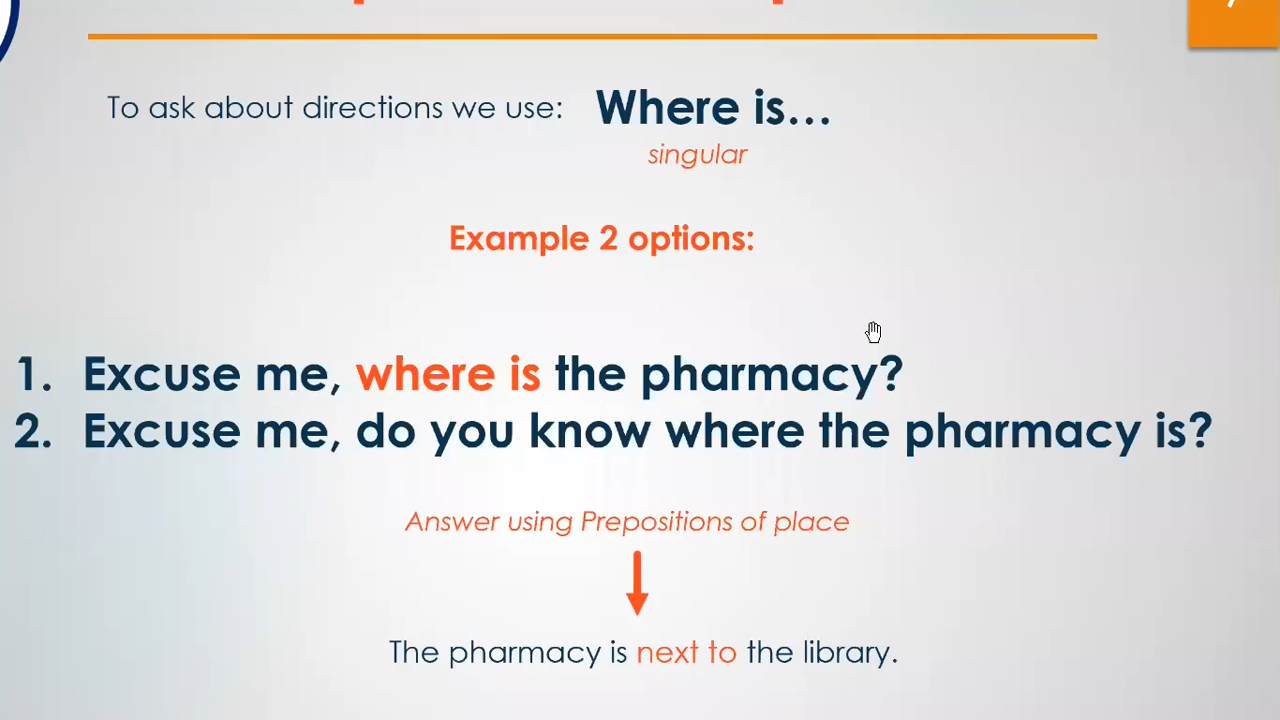 To ask about directions we use: Where is...
singular
Example 2 options:
1. Excuse me, where is the pharmacy?
2. Excuse me, do you know where the pharmacy is?
Answer using Prepositions of place
The pharmacy is next to the library.